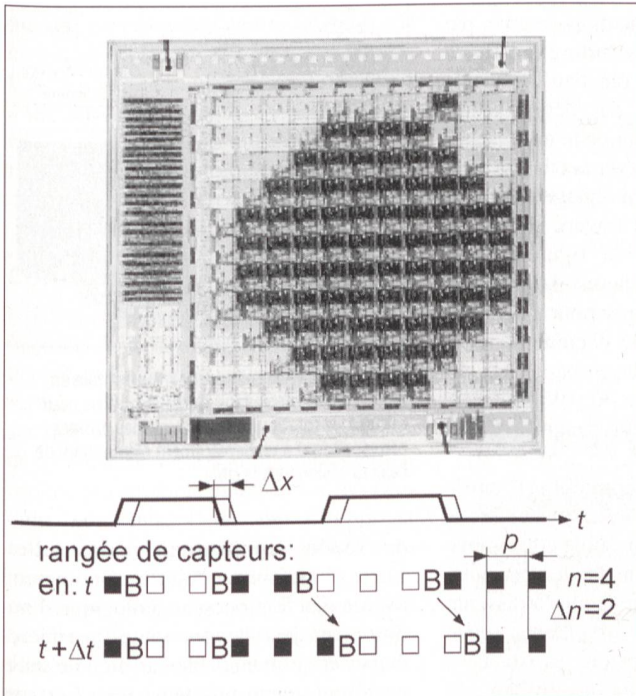 Δx
t
rangée de capteurs:
p
en: t ■B□ □B■ ■B□ □ □B■ ■ ■ n=4
Δn=2
t+Δt ■B□ □B■ ■ ■B□ □ □B■ ■